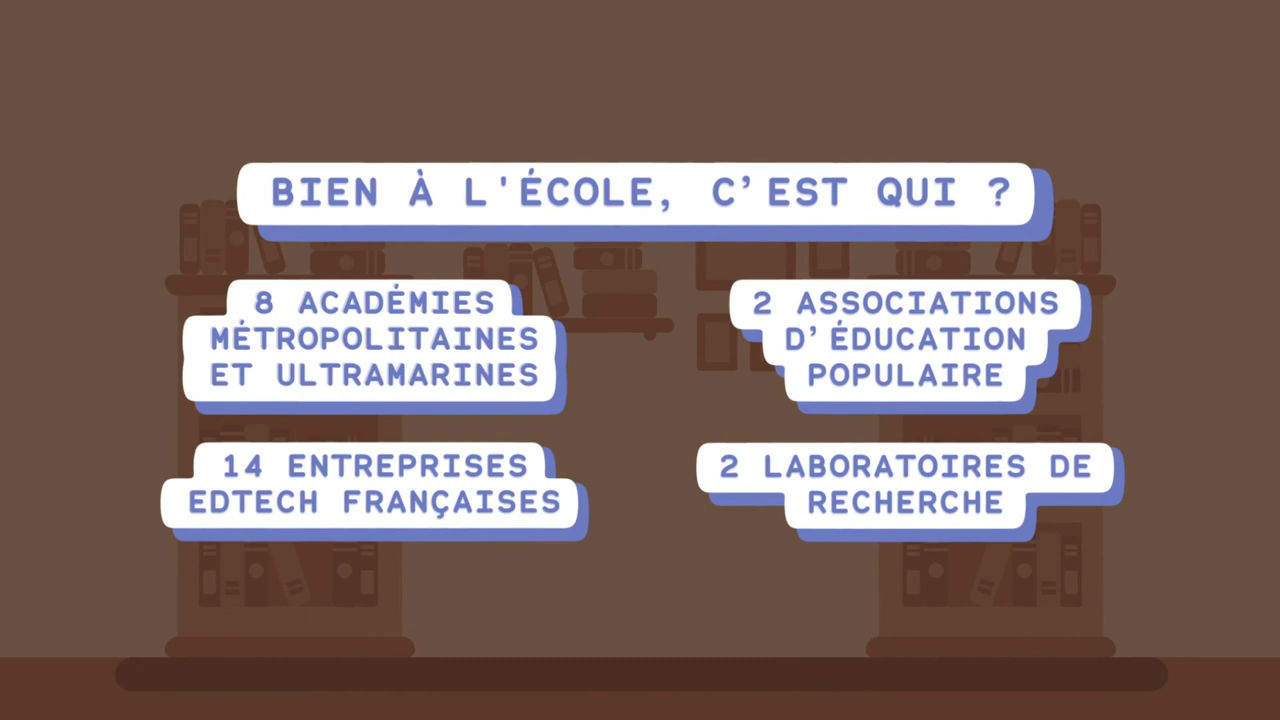 BIEN À L'ÉCOLE, C’EST QUI ?
8 ACADÉMIES
MÉTROPOLITAINES
ET ULTRAMARINES
2 ASSOCIATIONS
D’ÉDUCATION
POPULAIRE
14 ENTREPRISES
EDTECH FRANÇAISES
2 LABORATOIRES DE
RECHERCHE